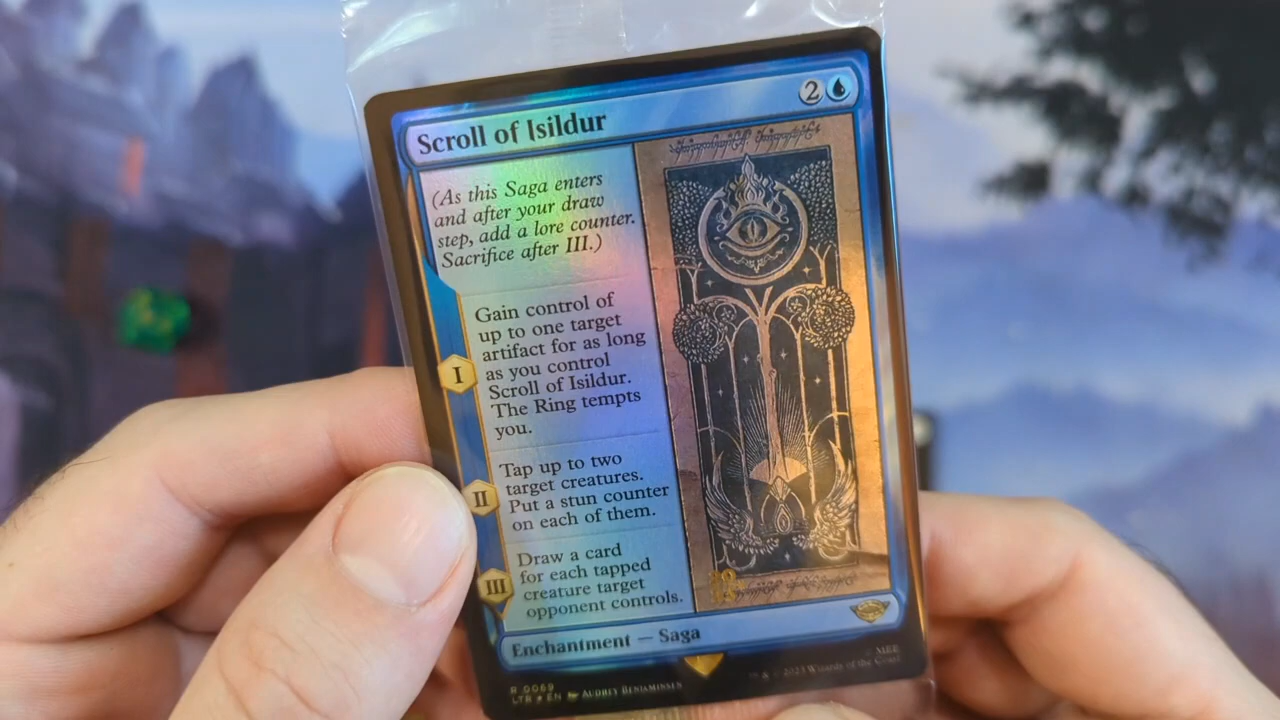 Scroll of Isildur
2
(As this Saga enters
and after your draw
step, add a lore counter.
Sacrifice after III.)
I
Gain control of
up to one target
artifact for as long
as you control
Scroll of Isildur.
The Ring tempts
you.
II
Tap up to two
target creatures.
Put a stun counter
on each of them.
III
Draw a card
for each tapped
creature target
opponent controls.
Enchantment — Saga
R 0069
LTR ★ EN AUDREY BENJAMINSEN
© MEE
™ & © 2023 Wizards of the Coast